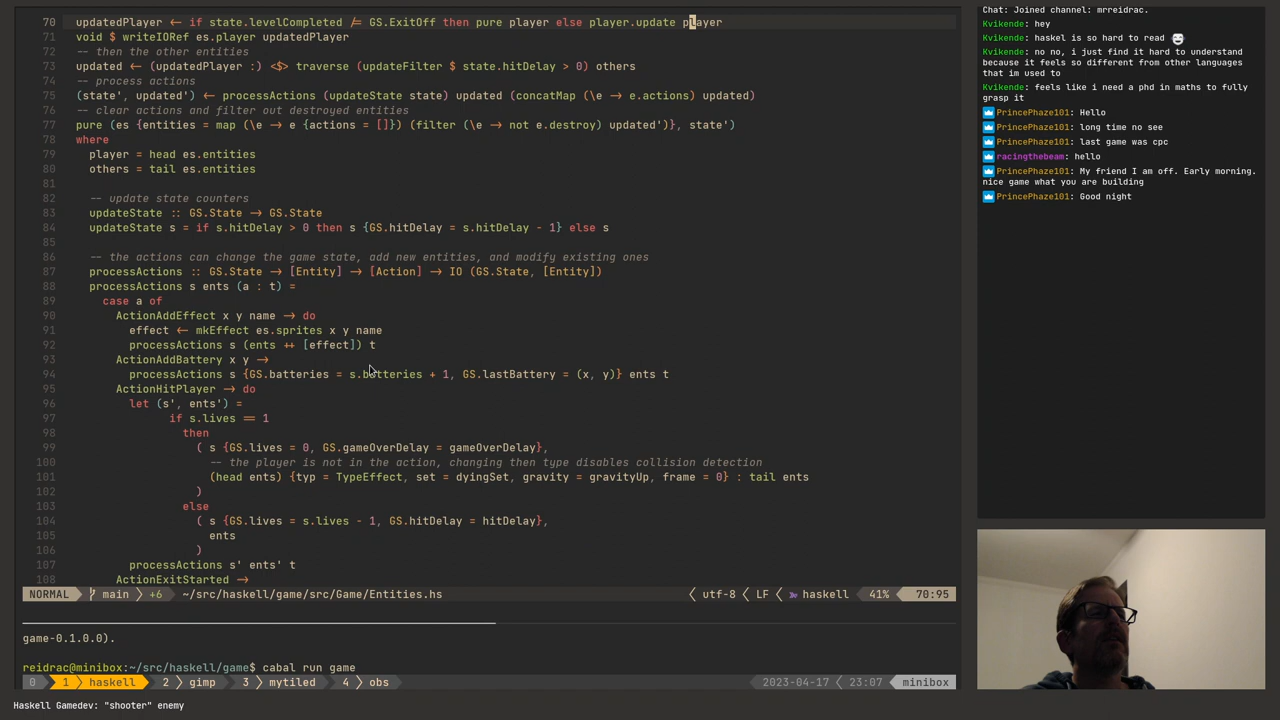 70 updatedPlayer <- if state.levelCompleted /= GS.ExitOff then pure player else player.update player
71 void $ writeIORef es.player updatedPlayer
72 -- then the other entities
73 updated <- (updatedPlayer :) <$> traverse (updateFilter $ state.hitDelay > 0) others
74 -- process actions
75 (state', updated') <- processActions (updateState state) updated (concatMap (\e -> e.actions) updated)
76 -- clear actions and filter out destroyed entities
77 pure (es {entities = map (\e -> e {actions = []}) (filter (\e -> not e.destroy) updated')}, state')
78 where
79 player = head es.entities
80 others = tail es.entities
81
82 -- update state counters
83 updateState :: GS.State -> GS.State
84 updateState s = if s.hitDelay > 0 then s {GS.hitDelay = s.hitDelay - 1} else s
85
86 -- the actions can change the game state, add new entities, and modify existing ones
87 processActions :: GS.State -> [Entity] -> [Action] -> IO (GS.State, [Entity])
88 processActions s ents (a : t) =
89 case a of
90 ActionAddEffect x y name -> do
91 effect <- mkEffect es.sprites x y name
92 processActions s (ents ++ [effect]) t
93 ActionAddBattery x y ->
94 processActions s {GS.batteries = s.batteries + 1, GS.lastBattery = (x, y)} ents t
95 ActionHitPlayer -> do
96 let (s', ents') =
97 if s.lives == 1
98 then
99 ( s {GS.lives = 0, GS.gameOverDelay = gameOverDelay},
100 -- the player is not in the action, changing then type disables collision detection
101 (head ents) {typ = TypeEffect, set = dyingSet, gravity = gravityUp, frame = 0} : tail ents
102 )
103 else
104 ( s {GS.lives = s.lives - 1, GS.hitDelay = hitDelay},
105 ents
106 )
107 processActions s' ents' t
108 ActionExitStarted ->
NORMAL main +6 ~/src/haskell/game/src/Game/Entities.hs utf-8 < LF < haskell 41% 70:95
game-0.1.0.0).
reidrac@minibox:~/src/haskell/game$ cabal run game
0 1 haskell 2 gimp 3 mytiled 4 obs 2023-04-17 < 23:07 minibox
Haskell Gamedev: "shooter" enemy
Chat: Joined channel: mrreidrac.
Kvikende: hey
Kvikende: haskel is so hard to read
Kvikende: no no, i just find it hard to understand
because it feels so different from other languages
that im used to
Kvikende: feels like i need a phd in maths to fully
grasp it
PrincePhaze101: Hello
PrincePhaze101: long time no see
PrincePhaze101: last game was cpc
racingthebeam: hello
PrincePhaze101: My friend I am off. Early morning.
nice game what you are building
PrincePhaze101: Good night